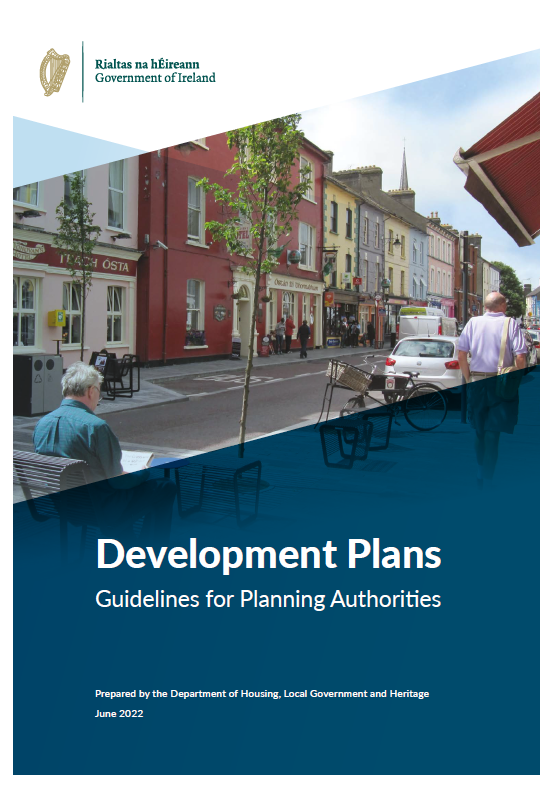 Rialtas na hÉireann
Government of Ireland
TEACH ÓSTA
Development Plans
Guidelines for Planning Authorities
Prepared by the Department of Housing, Local Government and Heritage
June 2022